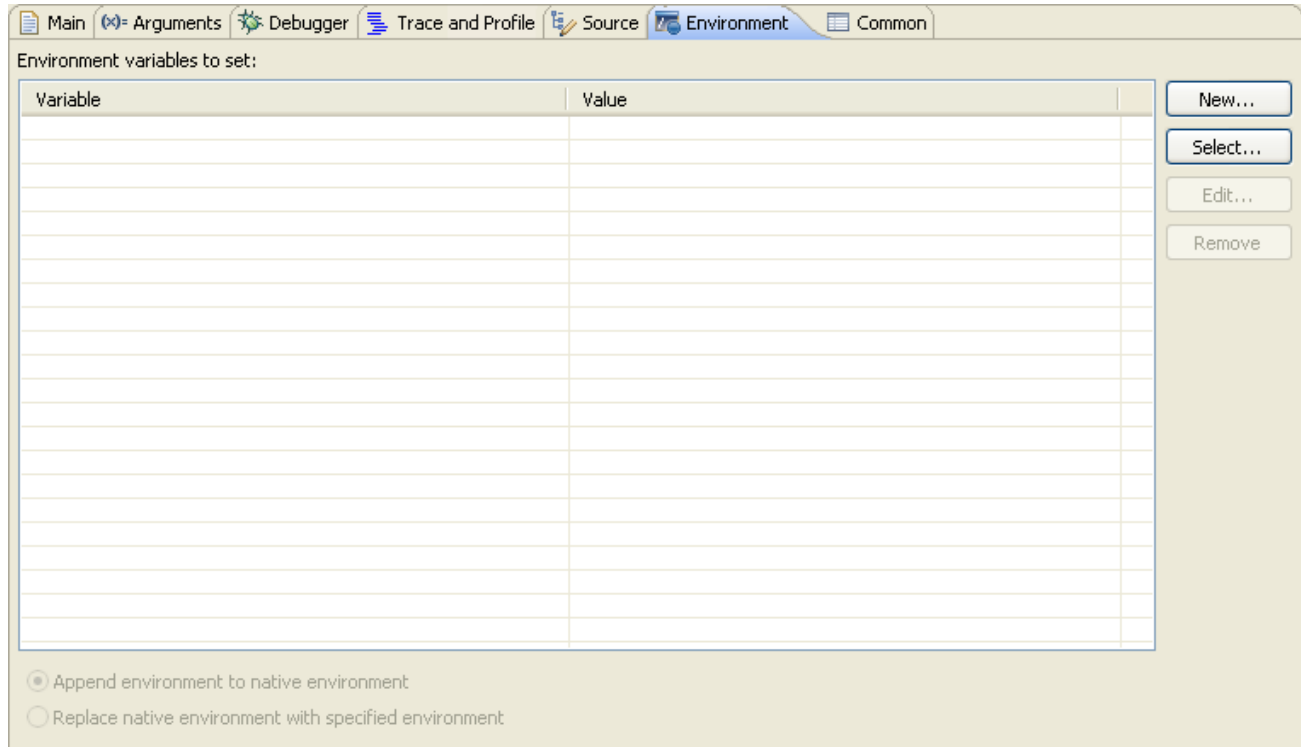 Main (x)= Arguments Debugger Trace and Profile Source Environment Common
Environment variables to set:
Variable Value
New...
Select...
Edit...
Remove
Append environment to native environment
Replace native environment with specified environment